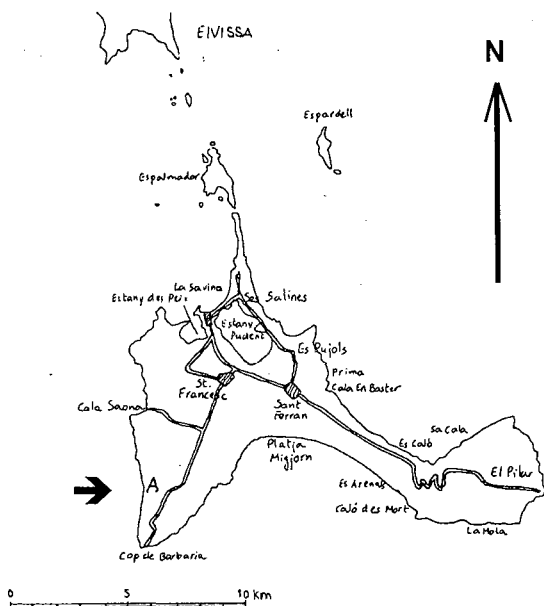 EIVISSA
N
Espardell
Espalmador
La Savina
Estany des Peix
Ses Salines
Estany
Pudent
Es Pujols
Prima
Cala En Baster
St.
Francesc
Sant
Ferran
Cala Saona
Es Caló
Sa Cala
Platja
Migjorn
Es Arenals
El Pilar
A
Caló des Mort
La Mola
Cap de Barbaria
0 5 10 km